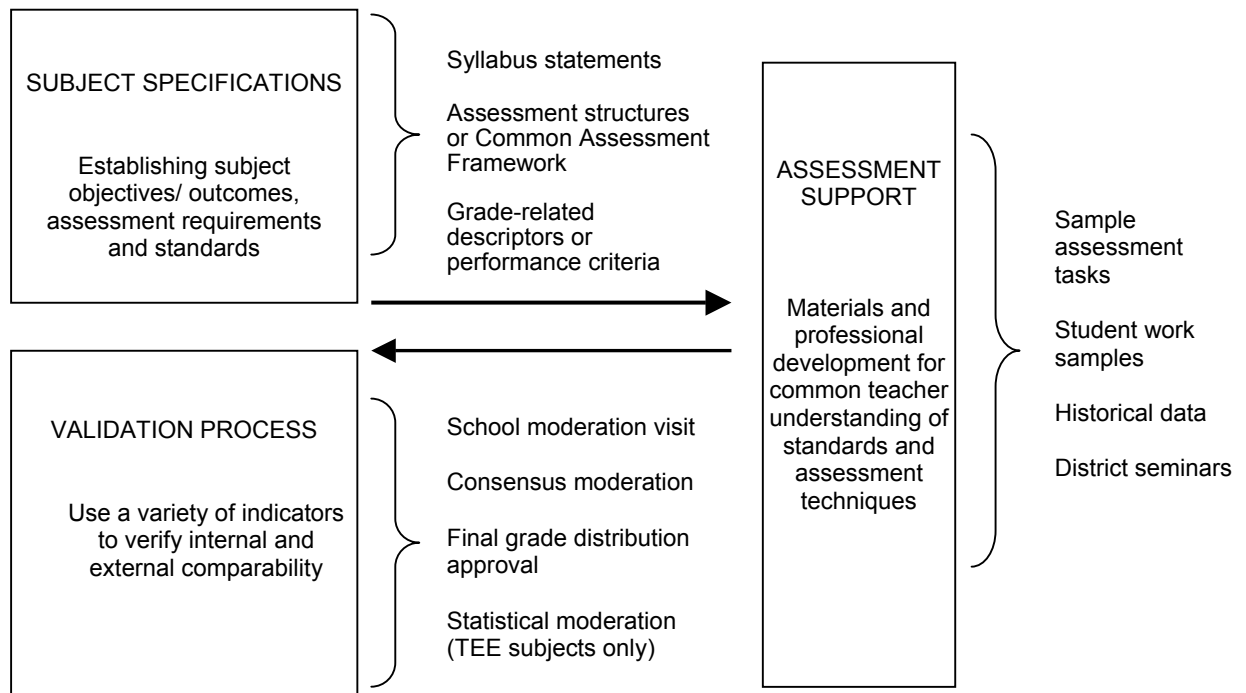 SUBJECT SPECIFICATIONS
Establishing subject
objectives/ outcomes,
assessment requirements
and standards
Syllabus statements
Assessment structures
or Common Assessment
Framework
Grade-related
descriptors or
performance criteria
ASSESSMENT
SUPPORT
Materials and
professional
development for
common teacher
understanding of
standards and
assessment
techniques
Sample
assessment
tasks
Student work
samples
Historical data
District seminars
VALIDATION PROCESS
Use a variety of indicators
to verify internal and
external comparability
School moderation visit
Consensus moderation
Final grade distribution
approval
Statistical moderation
(TEE subjects only)